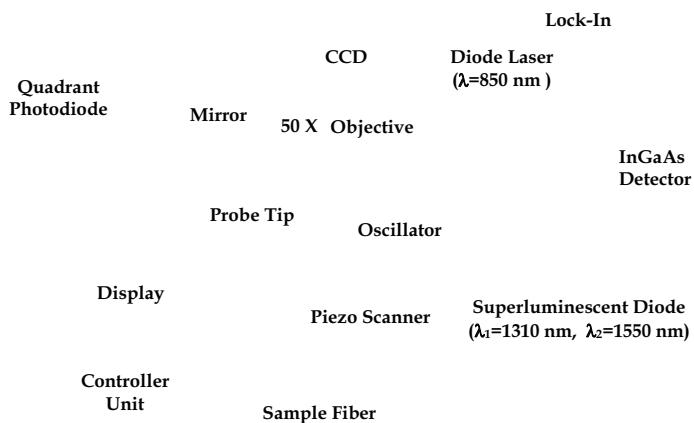 Lock-In
CCD
Diode Laser
(λ=850 nm )
Quadrant
Photodiode
Mirror
50 X Objective
InGaAs
Detector
Probe Tip
Oscillator
Display
Piezo Scanner
Superluminescent Diode
(λ₁=1310 nm, λ₂=1550 nm)
Controller
Unit
Sample Fiber